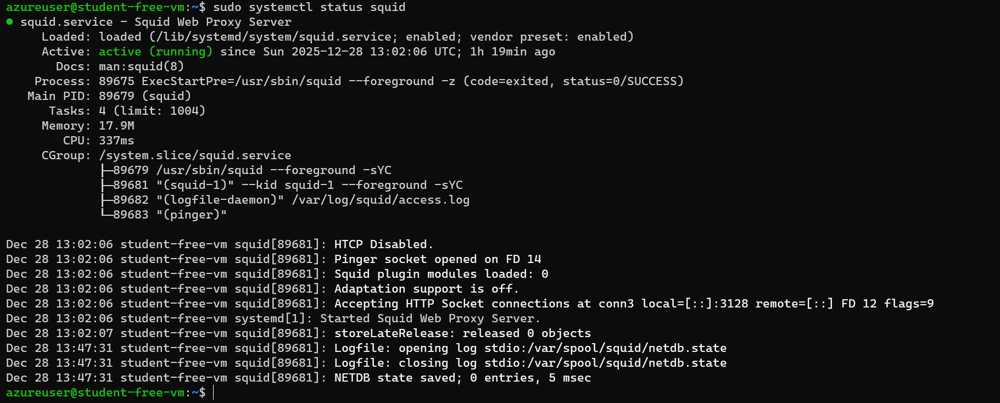 azureuser@student-free-vm:~$ sudo systemctl status squid
● squid.service - Squid Web Proxy Server
     Loaded: loaded (/lib/systemd/system/squid.service; enabled; vendor preset: enabled)
     Active: active (running) since Sun 2025-12-28 13:02:06 UTC; 1h 19min ago
       Docs: man:squid(8)
    Process: 89675 ExecStartPre=/usr/sbin/squid --foreground -z (code=exited, status=0/SUCCESS)
   Main PID: 89679 (squid)
      Tasks: 4 (limit: 1004)
     Memory: 17.9M
        CPU: 337ms
     CGroup: /system.slice/squid.service
             ├─89679 /usr/sbin/squid --foreground -sYC
             ├─89681 "(squid-1)" --kid squid-1 --foreground -sYC
             ├─89682 "(logfile-daemon)" /var/log/squid/access.log
             └─89683 "(pinger)"

Dec 28 13:02:06 student-free-vm squid[89681]: HTCP Disabled.
Dec 28 13:02:06 student-free-vm squid[89681]: Pinger socket opened on FD 14
Dec 28 13:02:06 student-free-vm squid[89681]: Squid plugin modules loaded: 0
Dec 28 13:02:06 student-free-vm squid[89681]: Adaptation support is off.
Dec 28 13:02:06 student-free-vm squid[89681]: Accepting HTTP Socket connections at conn3 local=[::]:3128 remote=[::] FD 12 flags=9
Dec 28 13:02:06 student-free-vm systemd[1]: Started Squid Web Proxy Server.
Dec 28 13:02:07 student-free-vm squid[89681]: storeLateRelease: released 0 objects
Dec 28 13:47:31 student-free-vm squid[89681]: Logfile: opening log stdio:/var/spool/squid/netdb.state
Dec 28 13:47:31 student-free-vm squid[89681]: Logfile: closing log stdio:/var/spool/squid/netdb.state
Dec 28 13:47:31 student-free-vm squid[89681]: NETDB state saved; 0 entries, 5 msec
azureuser@student-free-vm:~$